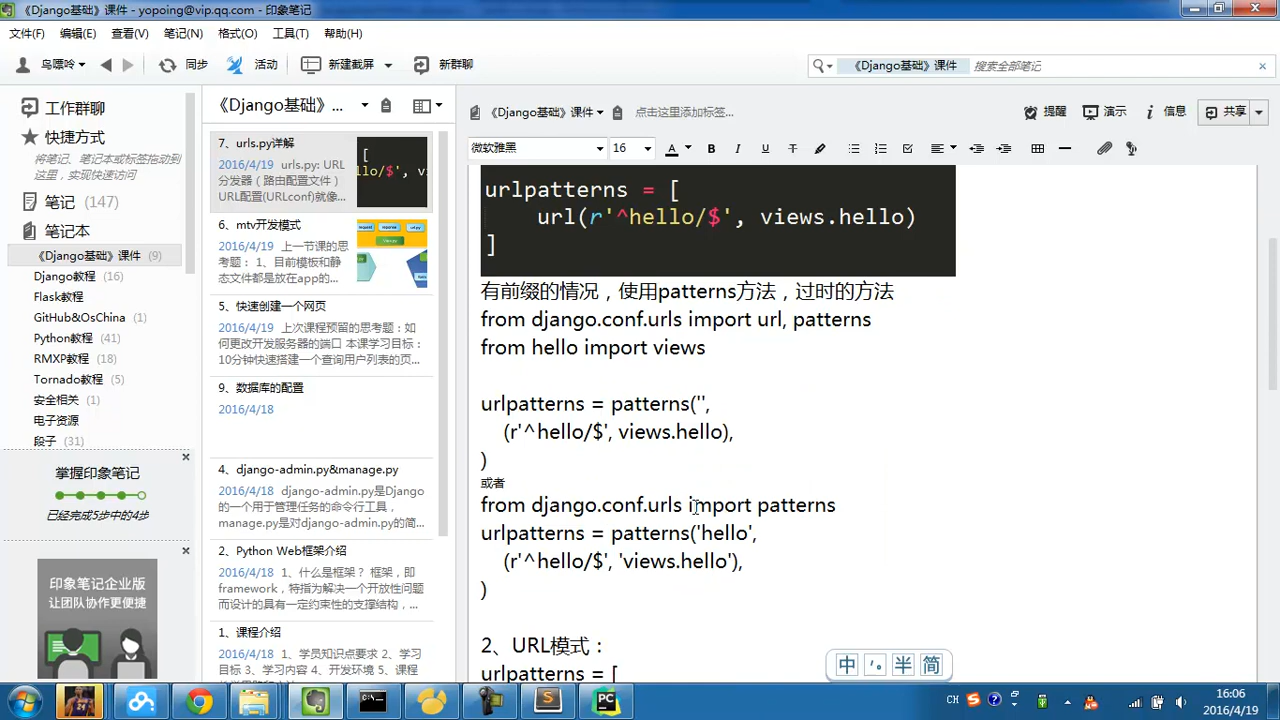 《Django基础》课件 - yopoing@vip.qq.com - 印象笔记
文件(F) 编辑(E) 查看(V) 笔记(N) 格式(O) 工具(T) 帮助(H)
鸟嘌呤 同步 活动 新建截屏 新群聊 《Django基础》课件 搜索全部笔记
工作群聊
快捷方式
将笔记、笔记本或标签拖动到
这里，实现快速访问
笔记 (147)
笔记本
《Django基础》课件 (9)
Django教程 (16)
Flask教程
GitHub&OsChina (1)
Python教程 (41)
RMXP教程 (18)
Tornado教程 (5)
安全相关 (1)
电子资源
段子 (31)
掌握印象笔记
已经完成5步中的4步
印象笔记企业版
让团队协作更便捷
《Django基础》...
7、urls.py详解
2016/4/19 urls.py: URL
分发器（路由配置文件）
URL配置(URLconf)就像...
[
llo/$', v
6、mtv开发模式
2016/4/19 上一节课的思
考题： 1、目前模板和静
态文件都是放在app的...
5、快速创建一个网页
2016/4/19 上次课程预留的思考题：如
何更改开发服务器的端口 本课学习目标：
10分钟快速搭建一个查询用户列表的页...
9、数据库的配置
2016/4/18
4、django-admin.py&manage.py
2016/4/18 django-admin.py是Django
的一个用于管理任务的命令行工具，
manage.py是对django-admin.py的简...
2、Python Web框架介绍
2016/4/18 1、什么是框架？ 框架，即
framework，特指为解决一个开放性问题
而设计的具有一定约束性的支撑结构，...
1、课程介绍
2016/4/18 1、学员知识点要求 2、学习
目标 3、学习内容 4、开发环境 5、课程
《Django基础》课件 点击这里添加标签... 提醒 演示 信息 共享
微软雅黑 16 A B I U T
urlpatterns = [
url(r'^hello/$', views.hello)
]
有前缀的情况，使用patterns方法，过时的方法
from django.conf.urls import url, patterns
from hello import views
urlpatterns = patterns('',
(r'^hello/$', views.hello),
)
或者
from django.conf.urls import patterns
urlpatterns = patterns('hello',
(r'^hello/$', 'views.hello'),
)
2、URL模式：
urlpatterns = [
中 半 简
CH
16:06
2016/4/19